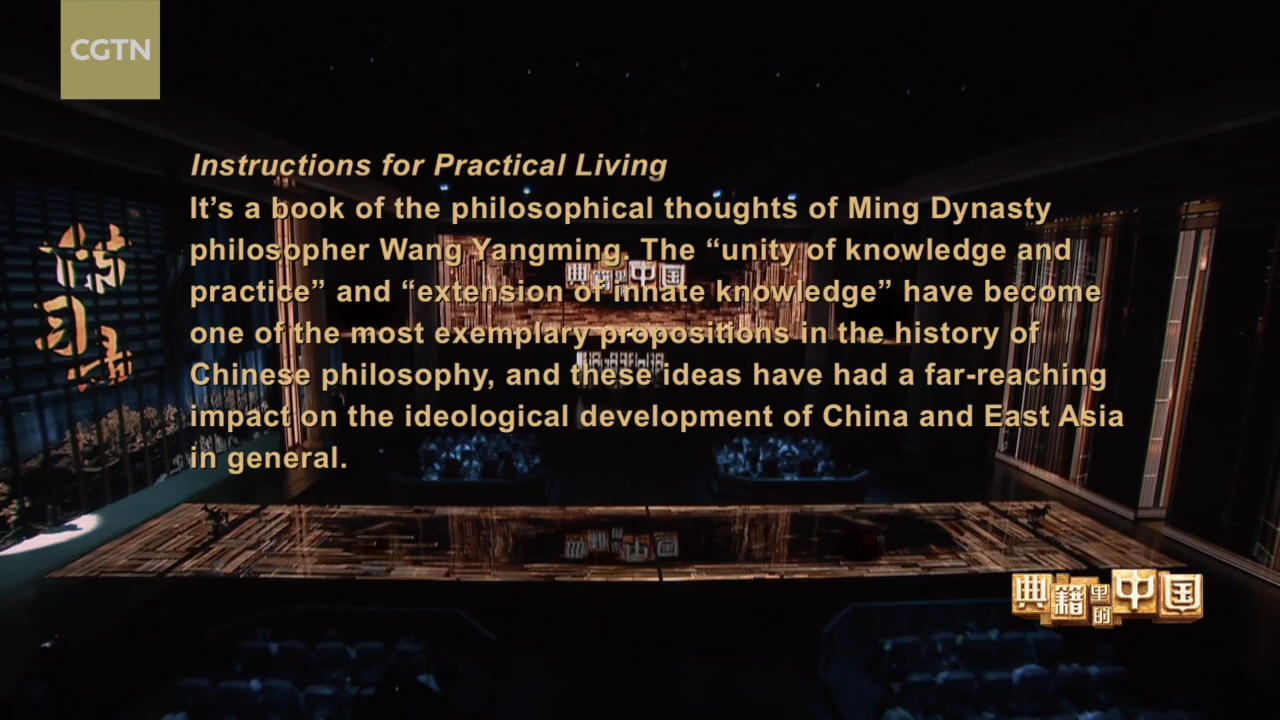 CGTN
Instructions for Practical Living
It’s a book of the philosophical thoughts of Ming Dynasty
philosopher Wang Yangming. The “unity of knowledge and
practice” and “extension of innate knowledge” have become
one of the most exemplary propositions in the history of
Chinese philosophy, and these ideas have had a far-reaching
impact on the ideological development of China and East Asia
in general.
典籍里的中国